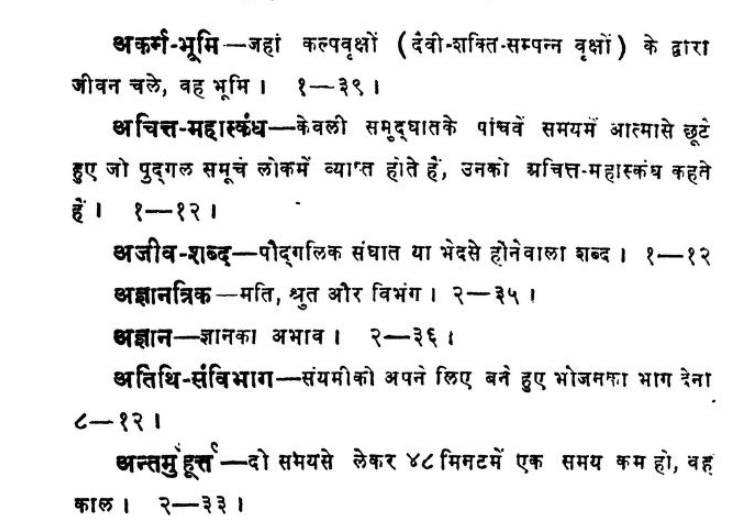 अकर्म-भूमि—जहां कल्पवृक्षों (दैवी-शक्ति-सम्पन्न वृक्षों) के द्वारा
जीवन चले, वह भूमि । १—३९ ।
अचित्त-महास्कंध—केवली समुद्घातके पांचवें समयमें आत्मासे छूटे
हुए जो पुद्गल समूचे लोकमें व्याप्त होते हैं, उनको अचित्त-महास्कंध कहते
हैं । १—१२ ।
अजीव-शब्द—पौद्गलिक संघात या भेदसे होनेवाला शब्द । १—१२
अज्ञानत्रिक—मति, श्रुत और विभंग । २—३५ ।
अज्ञान—ज्ञानका अभाव । २—३६ ।
अतिथि-संविभाग—संयमीको अपने लिए बने हुए भोजनका भाग देना
८—१२ ।
अन्तर्मुहूर्त्त—दो समयसे लेकर ४८ मिनटमें एक समय कम हो, वह
काल । २—३३ ।